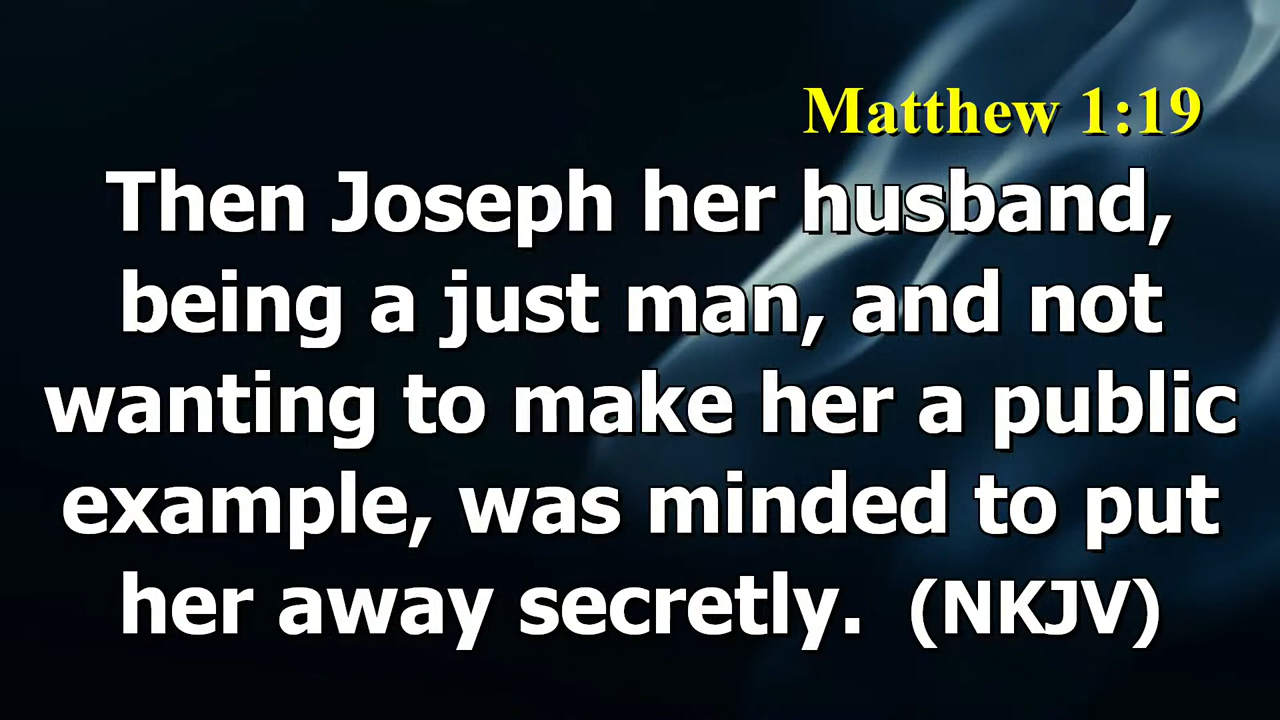 Matthew 1:19
Then Joseph her husband,
being a just man, and not
wanting to make her a public
example, was minded to put
her away secretly.  (NKJV)